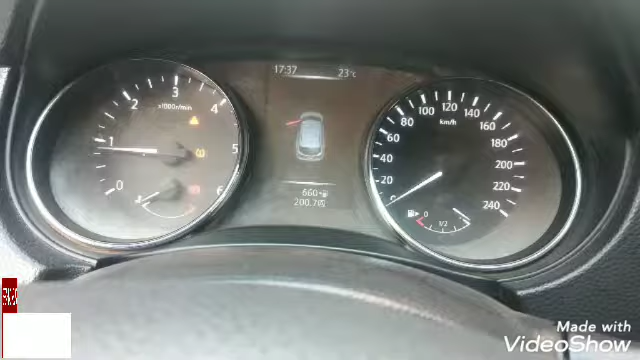 17:37 23°C
x1000r/min
0 1 2 3 4 5 6
km/h
0 20 40 60 80 100 120 140 160 180 200 220 240
660
200.7
0 1/2
Made with
VideoShow